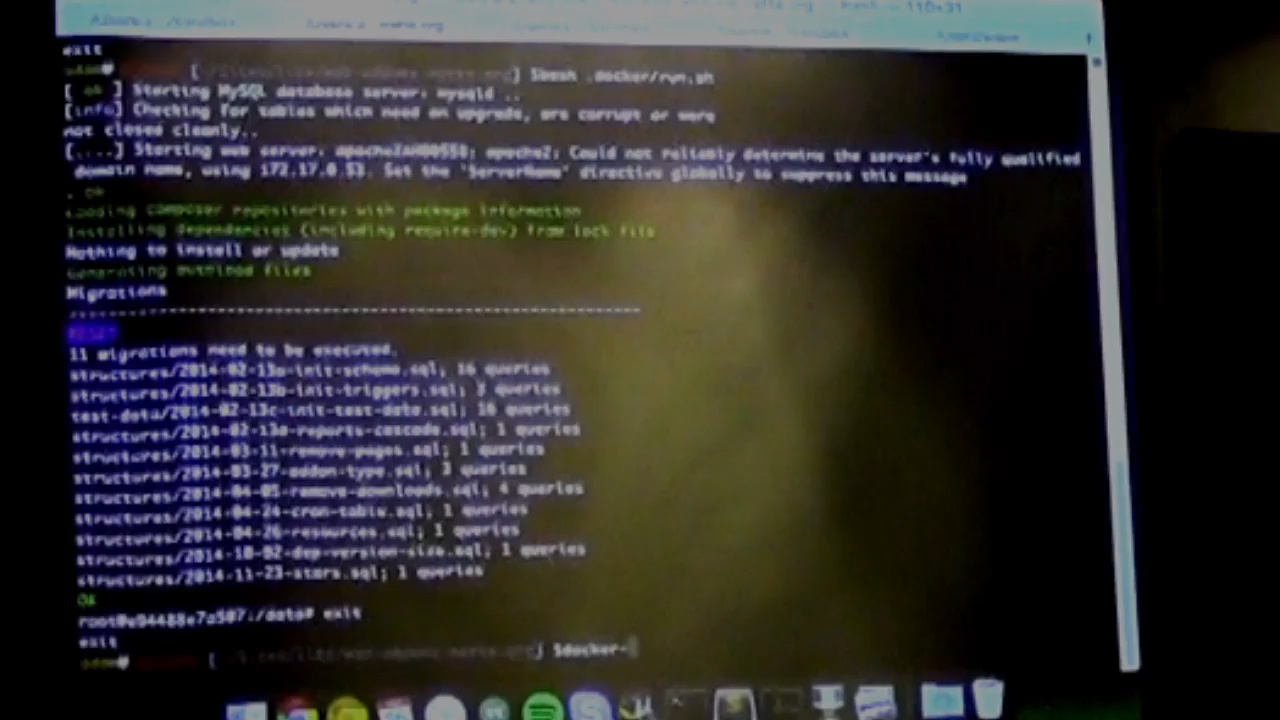 exit
[ ] $bash .docker/run.sh
[ ok ] Starting MySQL database server: mysqld ..
[info] Checking for tables which need an upgrade, are corrupt or were
not closed cleanly..
[....] Starting web server: apache2AH00558: apache2: Could not reliably determine the server's fully qualified
domain name, using 172.17.0.53. Set the 'ServerName' directive globally to suppress this message
. ok
Loading composer repositories with package information
Installing dependencies (including require-dev) from lock file
Nothing to install or update
Generating autoload files
Migrations
RESET
11 migrations need to be executed.
structures/2014-02-13a-init-schema.sql; 16 queries
structures/2014-02-13b-init-triggers.sql; 3 queries
test-data/2014-02-13c-init-test-data.sql; 16 queries
structures/2014-02-13d-reports-cascade.sql; 1 queries
structures/2014-03-11-remove-pages.sql; 1 queries
structures/2014-03-27-addon-type.sql; 3 queries
structures/2014-04-05-remove-downloads.sql; 4 queries
structures/2014-04-24-cron-table.sql; 1 queries
structures/2014-04-26-resources.sql; 1 queries
structures/2014-10-02-dep-version-size.sql; 1 queries
structures/2014-11-23-stars.sql; 1 queries
OK
root@e94488e7a507:/data# exit
exit
[ ] $docker-